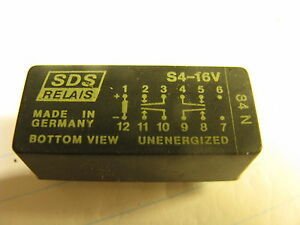 SDS
RELAIS
S4-16V
1 2 3 4 5 6
+
-
MADE IN
GERMANY
12 11 10 9 8 7
BOTTOM VIEW UNENERGIZED
84 N